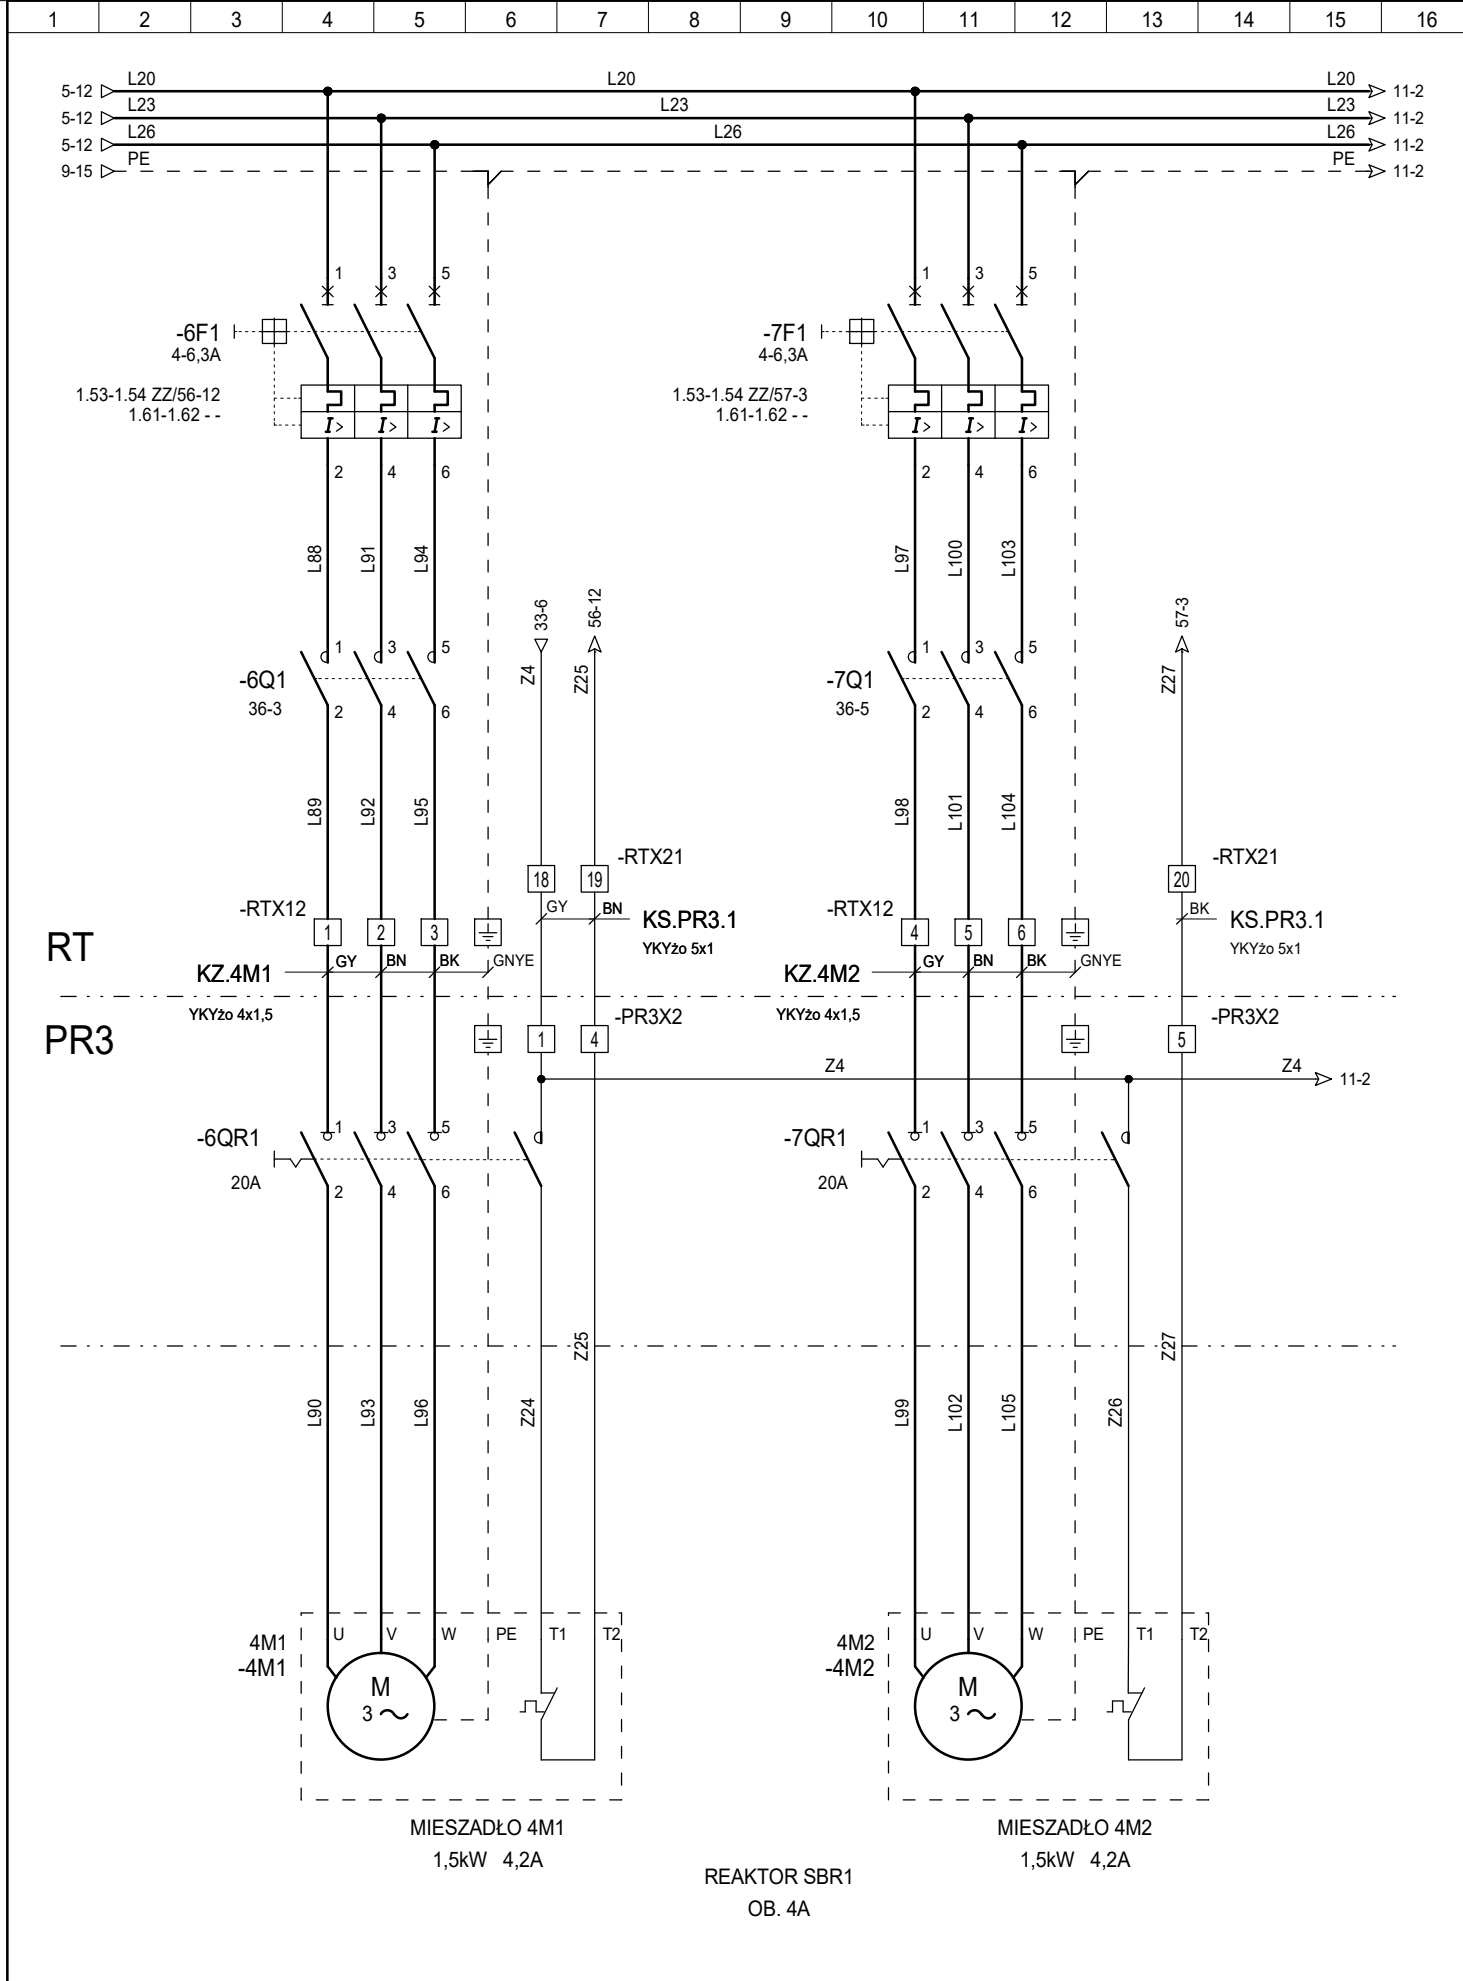 1 2 3 4 5 6 7 8 9 10 11 12 13 14 15 16
5-12 L20 L20 L20 11-2
5-12 L23 L23 L23 11-2
5-12 L26 L26 L26 11-2
9-15 PE PE 11-2
1 3 5 1 3 5
-6F1 -7F1
4-6,3A 4-6,3A
1.53-1.54 ZZ/56-12 1.53-1.54 ZZ/57-3
1.61-1.62 - - 1.61-1.62 - -
I> I> I> I> I> I>
2 4 6 2 4 6
L88 L91 L94 L97 L100 L103
33-6 56-12 57-3
1 3 5 1 3 5
Z4 Z25 Z27
-6Q1 -7Q1
36-3 36-5
2 4 6 2 4 6
L89 L92 L95 L98 L101 L104
-RTX21 -RTX21
18 19 20
-RTX12 GY BN -RTX12 BK
1 2 3 KS.PR3.1 4 5 6 KS.PR3.1
YKYżo 5x1 YKYżo 5x1
RT
GY BN BK GNYE GY BN BK GNYE
KZ.4M1 KZ.4M2
YKYżo 4x1,5 YKYżo 4x1,5
-PR3X2 -PR3X2
PR3
1 4 5
Z4 Z4 11-2
1 3 5 1 3 5
-6QR1 -7QR1
20A 20A
2 4 6 2 4 6
Z25 Z27
L90 L93 L96 Z24 L99 L102 L105 Z26
4M1 U V W PE T1 T2 4M2 U V W PE T1 T2
-4M1 -4M2
M M
3 3
MIESZADŁO 4M1 MIESZADŁO 4M2
1,5kW 4,2A 1,5kW 4,2A
REAKTOR SBR1
OB. 4A